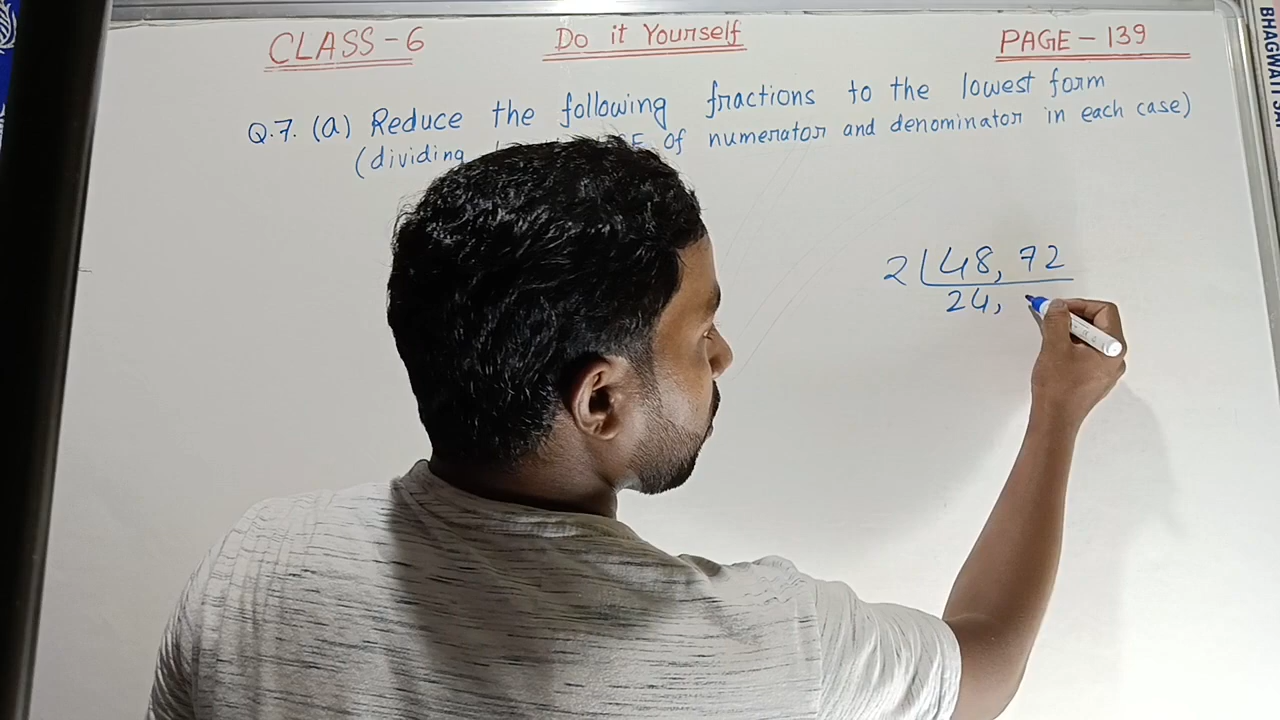 CLASS-6 Do it Yourself PAGE-139
Q.7. (a) Reduce the following fractions to the lowest form
(dividing of numerator and denominator in each case)
2 48, 72
24,
BHAGWATI